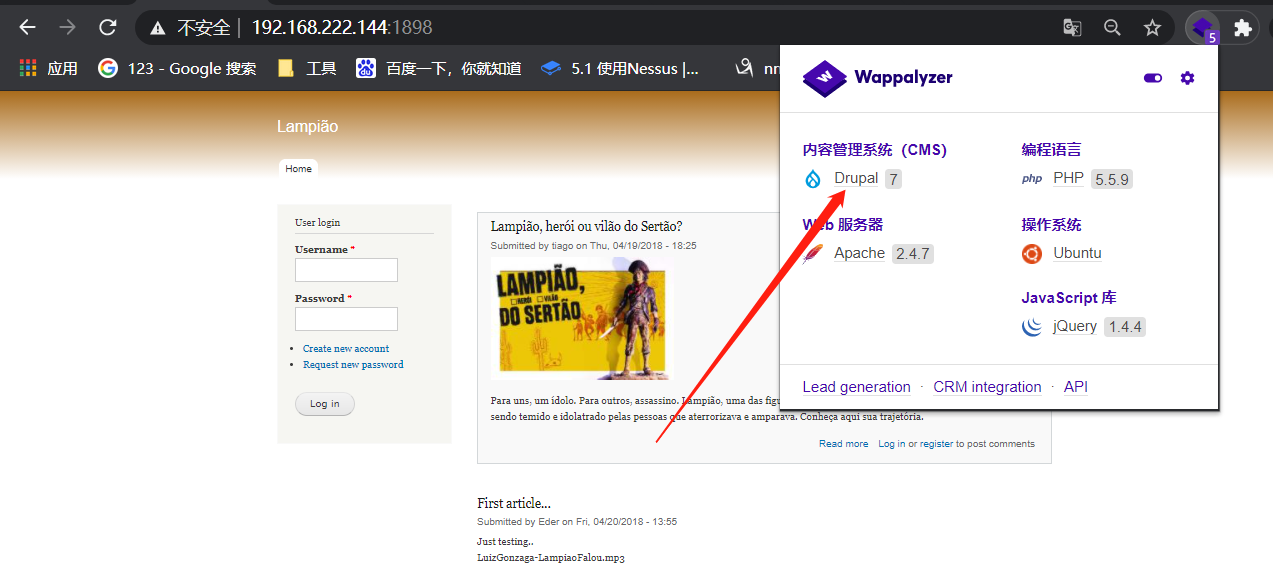 不安全 192.168.222.144:1898
应用 123 - Google 搜索 工具 百度一下，你就知道 5.1 使用Nessus |... nn
5
Wappalyzer
内容管理系统（CMS）
Drupal 7
编程语言
php PHP 5.5.9
Web 服务器
Apache 2.4.7
操作系统
Ubuntu
JavaScript 库
jQuery 1.4.4
Lead generation · CRM integration · API
Lampião
Home
User login
Username *
Password *
Create new account
Request new password
Log in
Lampião, herói ou vilão do Sertão?
Submitted by tiago on Thu, 04/19/2018 - 18:25
LAMPIÃO,
HERÓI VILÃO
DO SERTÃO
Para uns, um ídolo. Para outros, assassino. Lampião, uma das figu
sendo temido e idolatrado pelas pessoas que aterrorizava e amparava. Conheça aqui sua trajetória.
Read more Log in or register to post comments
First article...
Submitted by Eder on Fri, 04/20/2018 - 13:55
Just testing..
LuizGonzaga-LampiaoFalou.mp3